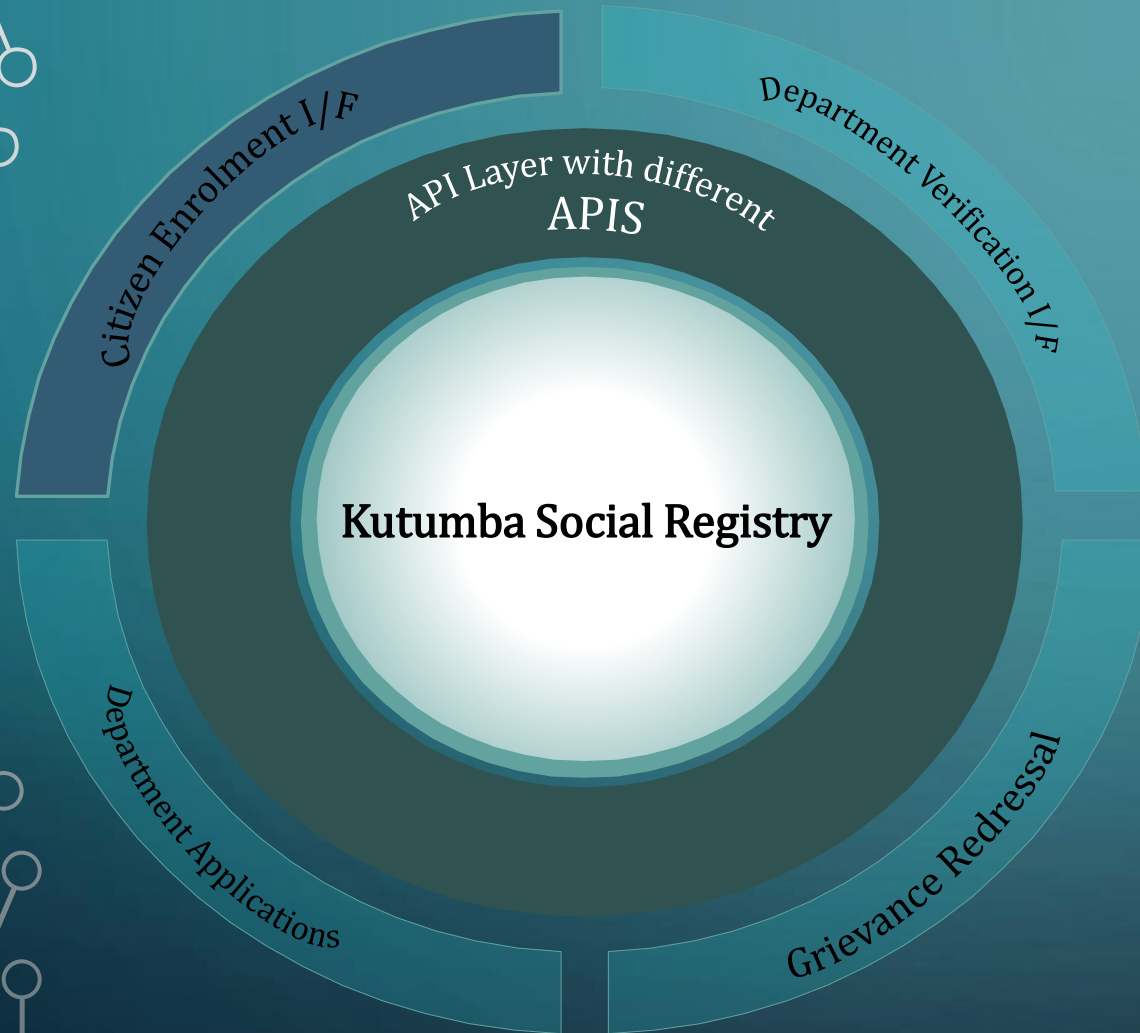 Citizen Enrolment I/F
Department Verification I/F
API Layer with different
APIS
Kutumba Social Registry
Department Applications
Grievance Redressal